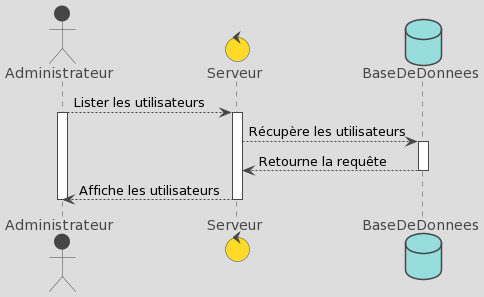 Administrateur
Serveur
BaseDeDonnees
Lister les utilisateurs
Récupère les utilisateurs
Retourne la requête
Affiche les utilisateurs
Administrateur
Serveur
BaseDeDonnees